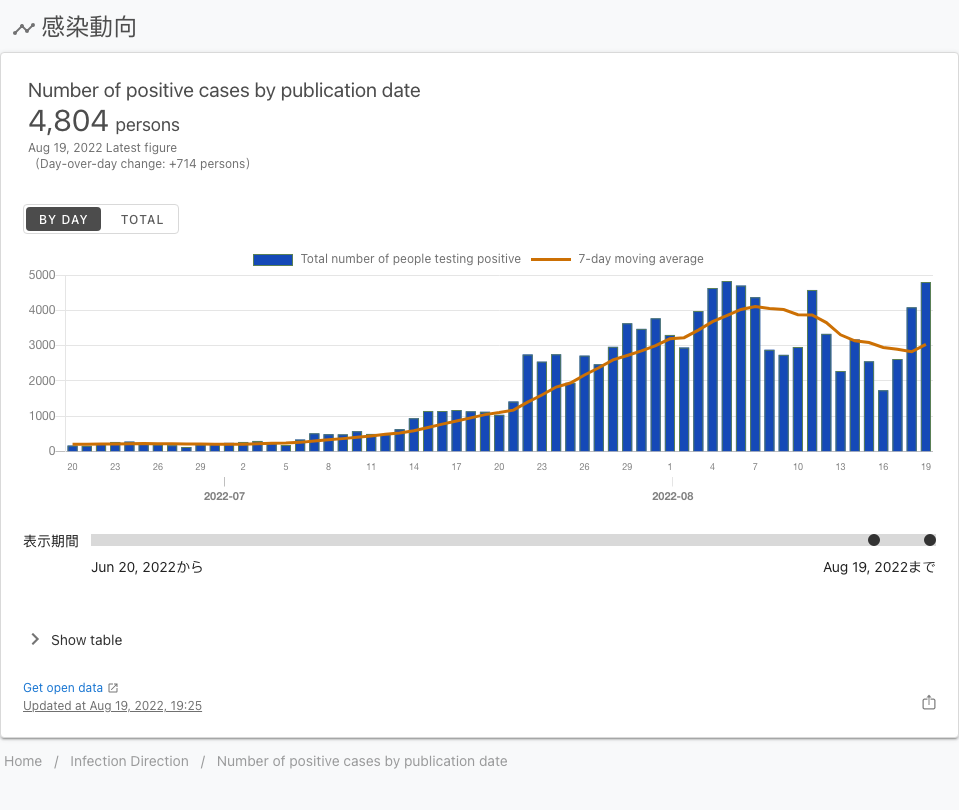 感染動向
Number of positive cases by publication date
4,804 persons
Aug 19, 2022 Latest figure
（Day-over-day change: +714 persons）
BY DAY TOTAL
Total number of people testing positive 7-day moving average
5000
4000
3000
2000
1000
0
20 23 26 29 2 5 8 11 14 17 20 23 26 29 1 4 7 10 13 16 19
2022-07 2022-08
表示期間
Jun 20, 2022から Aug 19, 2022まで
Show table
Get open data
Updated at Aug 19, 2022, 19:25
Home / Infection Direction / Number of positive cases by publication date